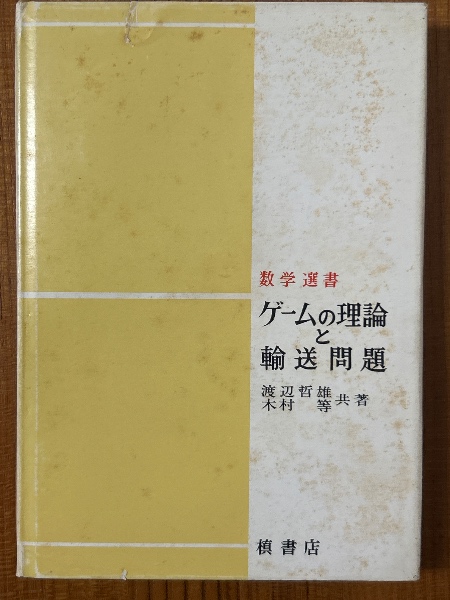 数学選書
ゲームの理論
と
輸送問題
渡辺哲雄
木村 等 共著
槙書店